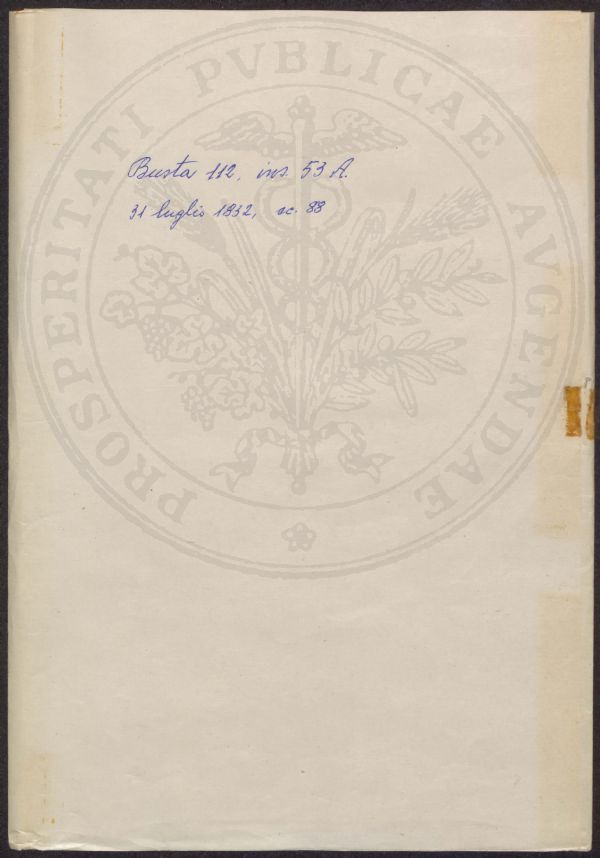 PROSPERITATI PVBLICAE AVGENDAE
Busta 112, ins. 53 A.
31 luglio 1832, sc. 88